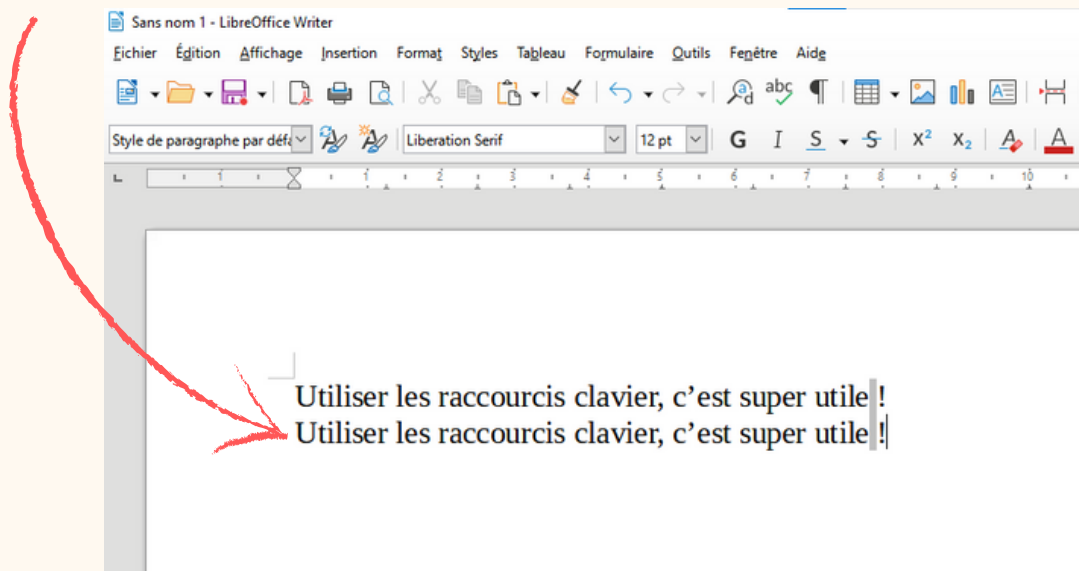 Sans nom 1 - LibreOffice Writer
Fichier Édition Affichage Insertion Format Styles Tableau Formulaire Outils Fenêtre Aide
Style de paragraphe par défa Liberation Serif 12 pt G I S S X² X₂ A A
1 1 2 3 4 5 6 7 8 9 10
Utiliser les raccourcis clavier, c’est super utile !
Utiliser les raccourcis clavier, c’est super utile !